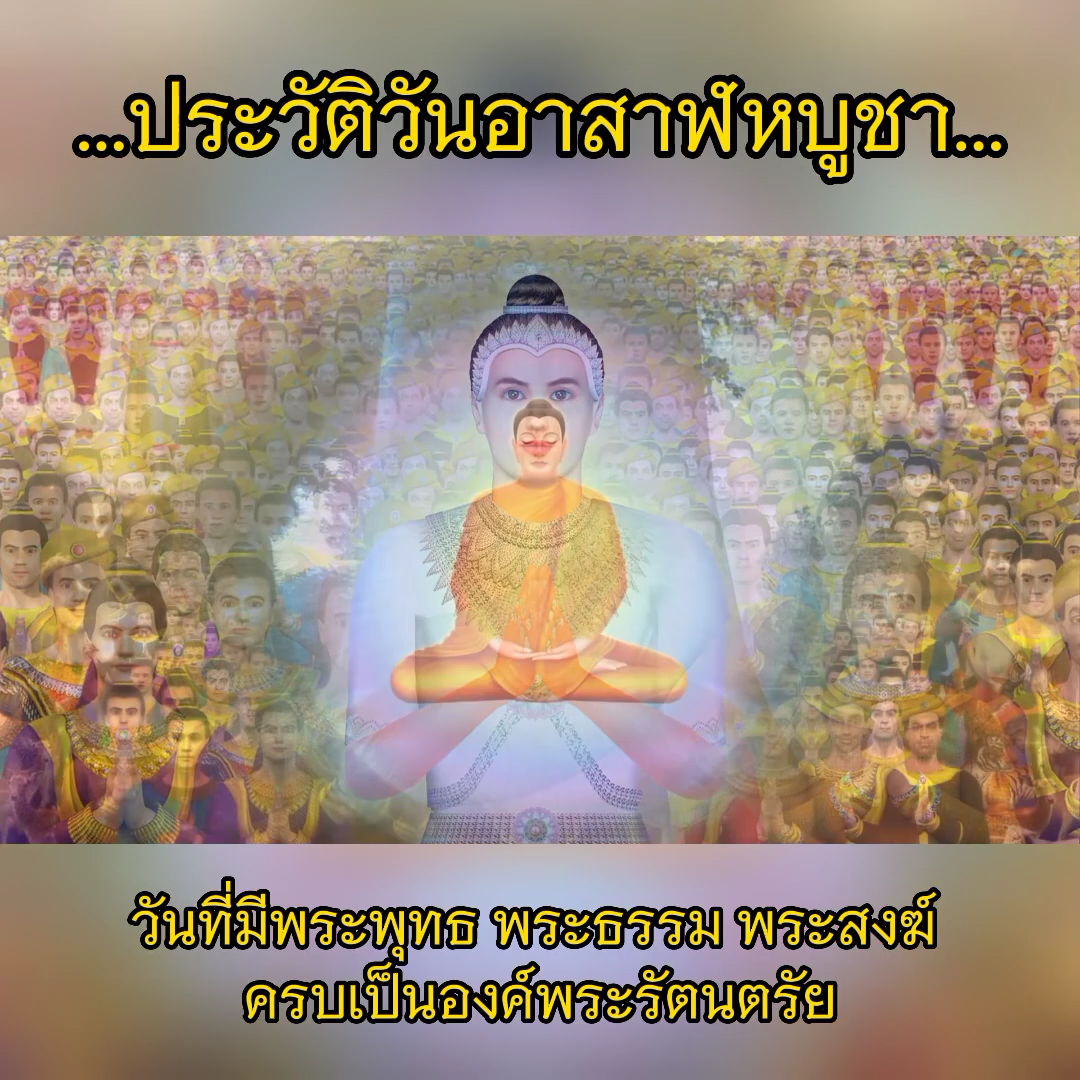 ...ประวัติวันอาสาฬหบูชา...
วันที่มีพระพุทธ พระธรรม พระสงฆ์
ครบเป็นองค์พระรัตนตรัย